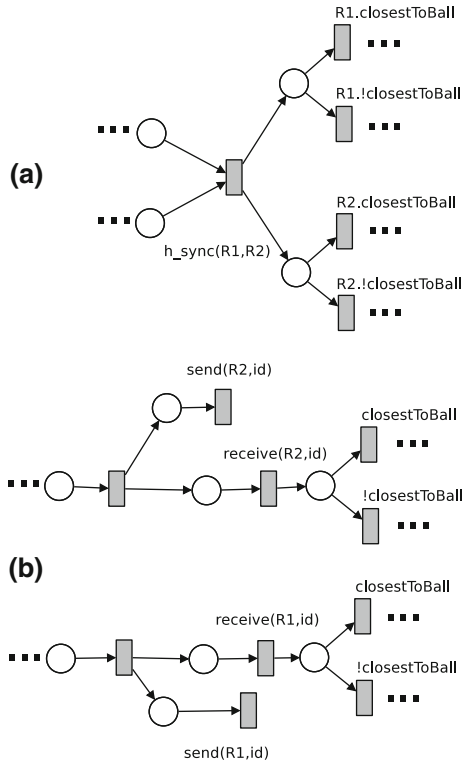 R1.closestToBall
R1.!closestToBall
(a)
R2.closestToBall
h_sync(R1,R2)
R2.!closestToBall
send(R2,id)
closestToBall
receive(R2,id)
!closestToBall
(b)
closestToBall
receive(R1,id)
!closestToBall
send(R1,id)